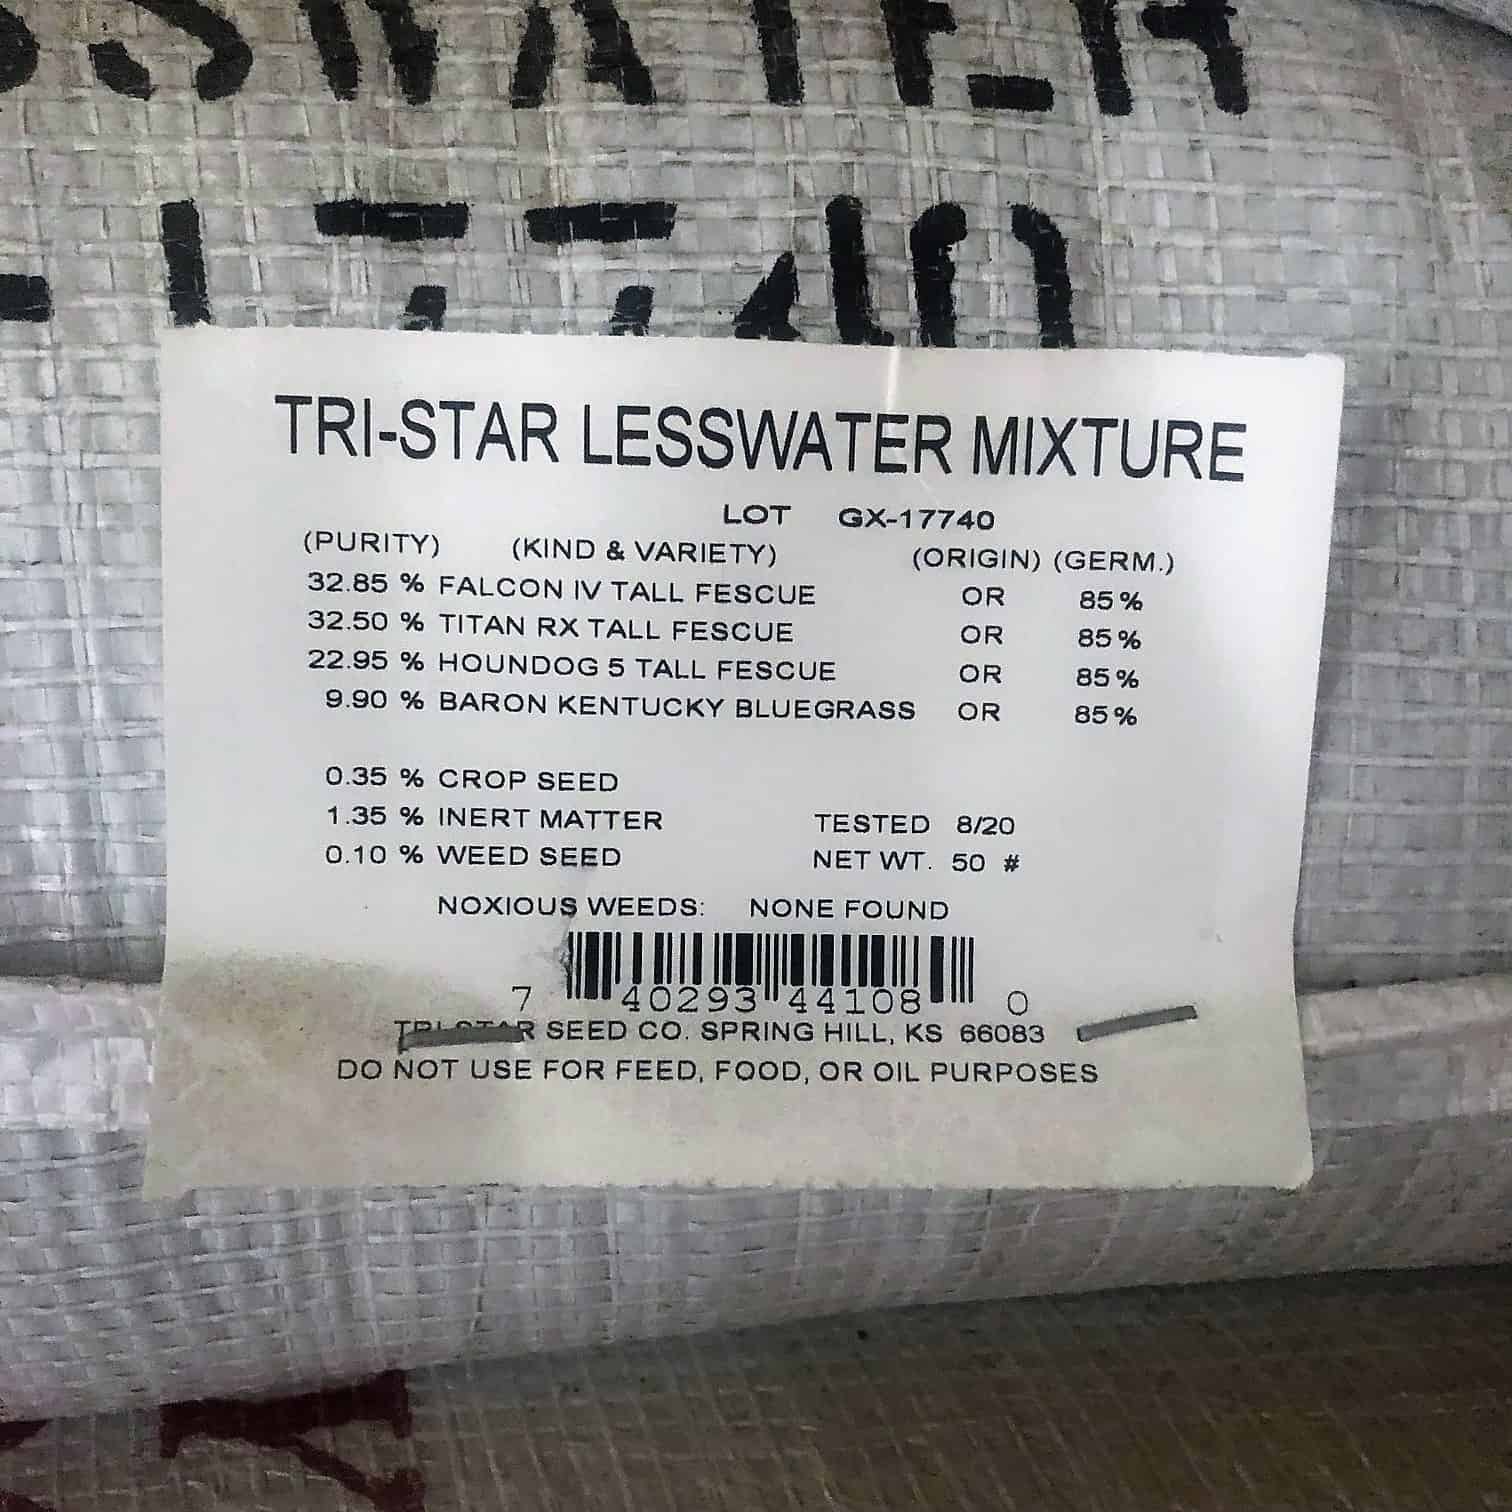 SSWATER
-17740
TRI-STAR LESSWATER MIXTURE
LOT GX-17740
(PURITY) (KIND & VARIETY) (ORIGIN) (GERM.)
32.85 % FALCON IV TALL FESCUE OR 85%
32.50 % TITAN RX TALL FESCUE OR 85%
22.95 % HOUNDOG 5 TALL FESCUE OR 85%
9.90 % BARON KENTUCKY BLUEGRASS OR 85%
0.35 % CROP SEED
1.35 % INERT MATTER TESTED 8/20
0.10 % WEED SEED NET WT. 50 #
NOXIOUS WEEDS: NONE FOUND
7 40293 44108 0
TRI-STAR SEED CO. SPRING HILL, KS 66083
DO NOT USE FOR FEED, FOOD, OR OIL PURPOSES